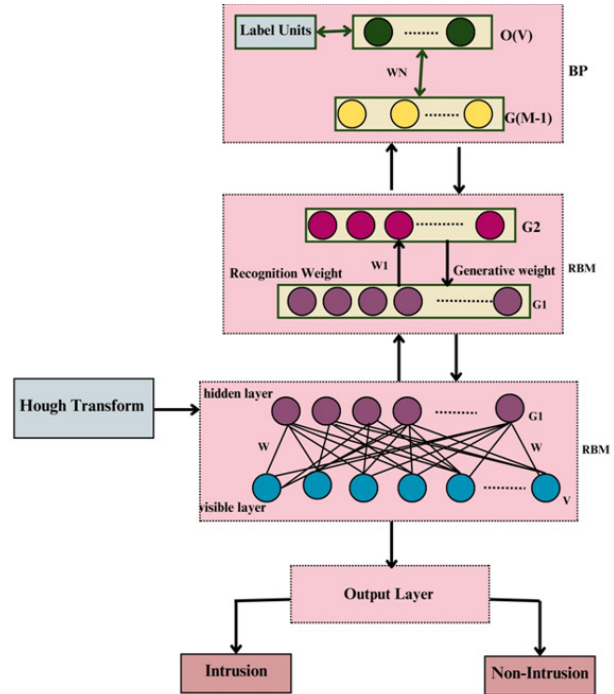 Label Units
O(V)
WN
BP
G(M-1)
G2
W1
Recognition Weight
Generative weight
RBM
G1
Hough Transform
hidden layer
G1
W
W
RBM
visible layer
V
Output Layer
Intrusion
Non-Intrusion